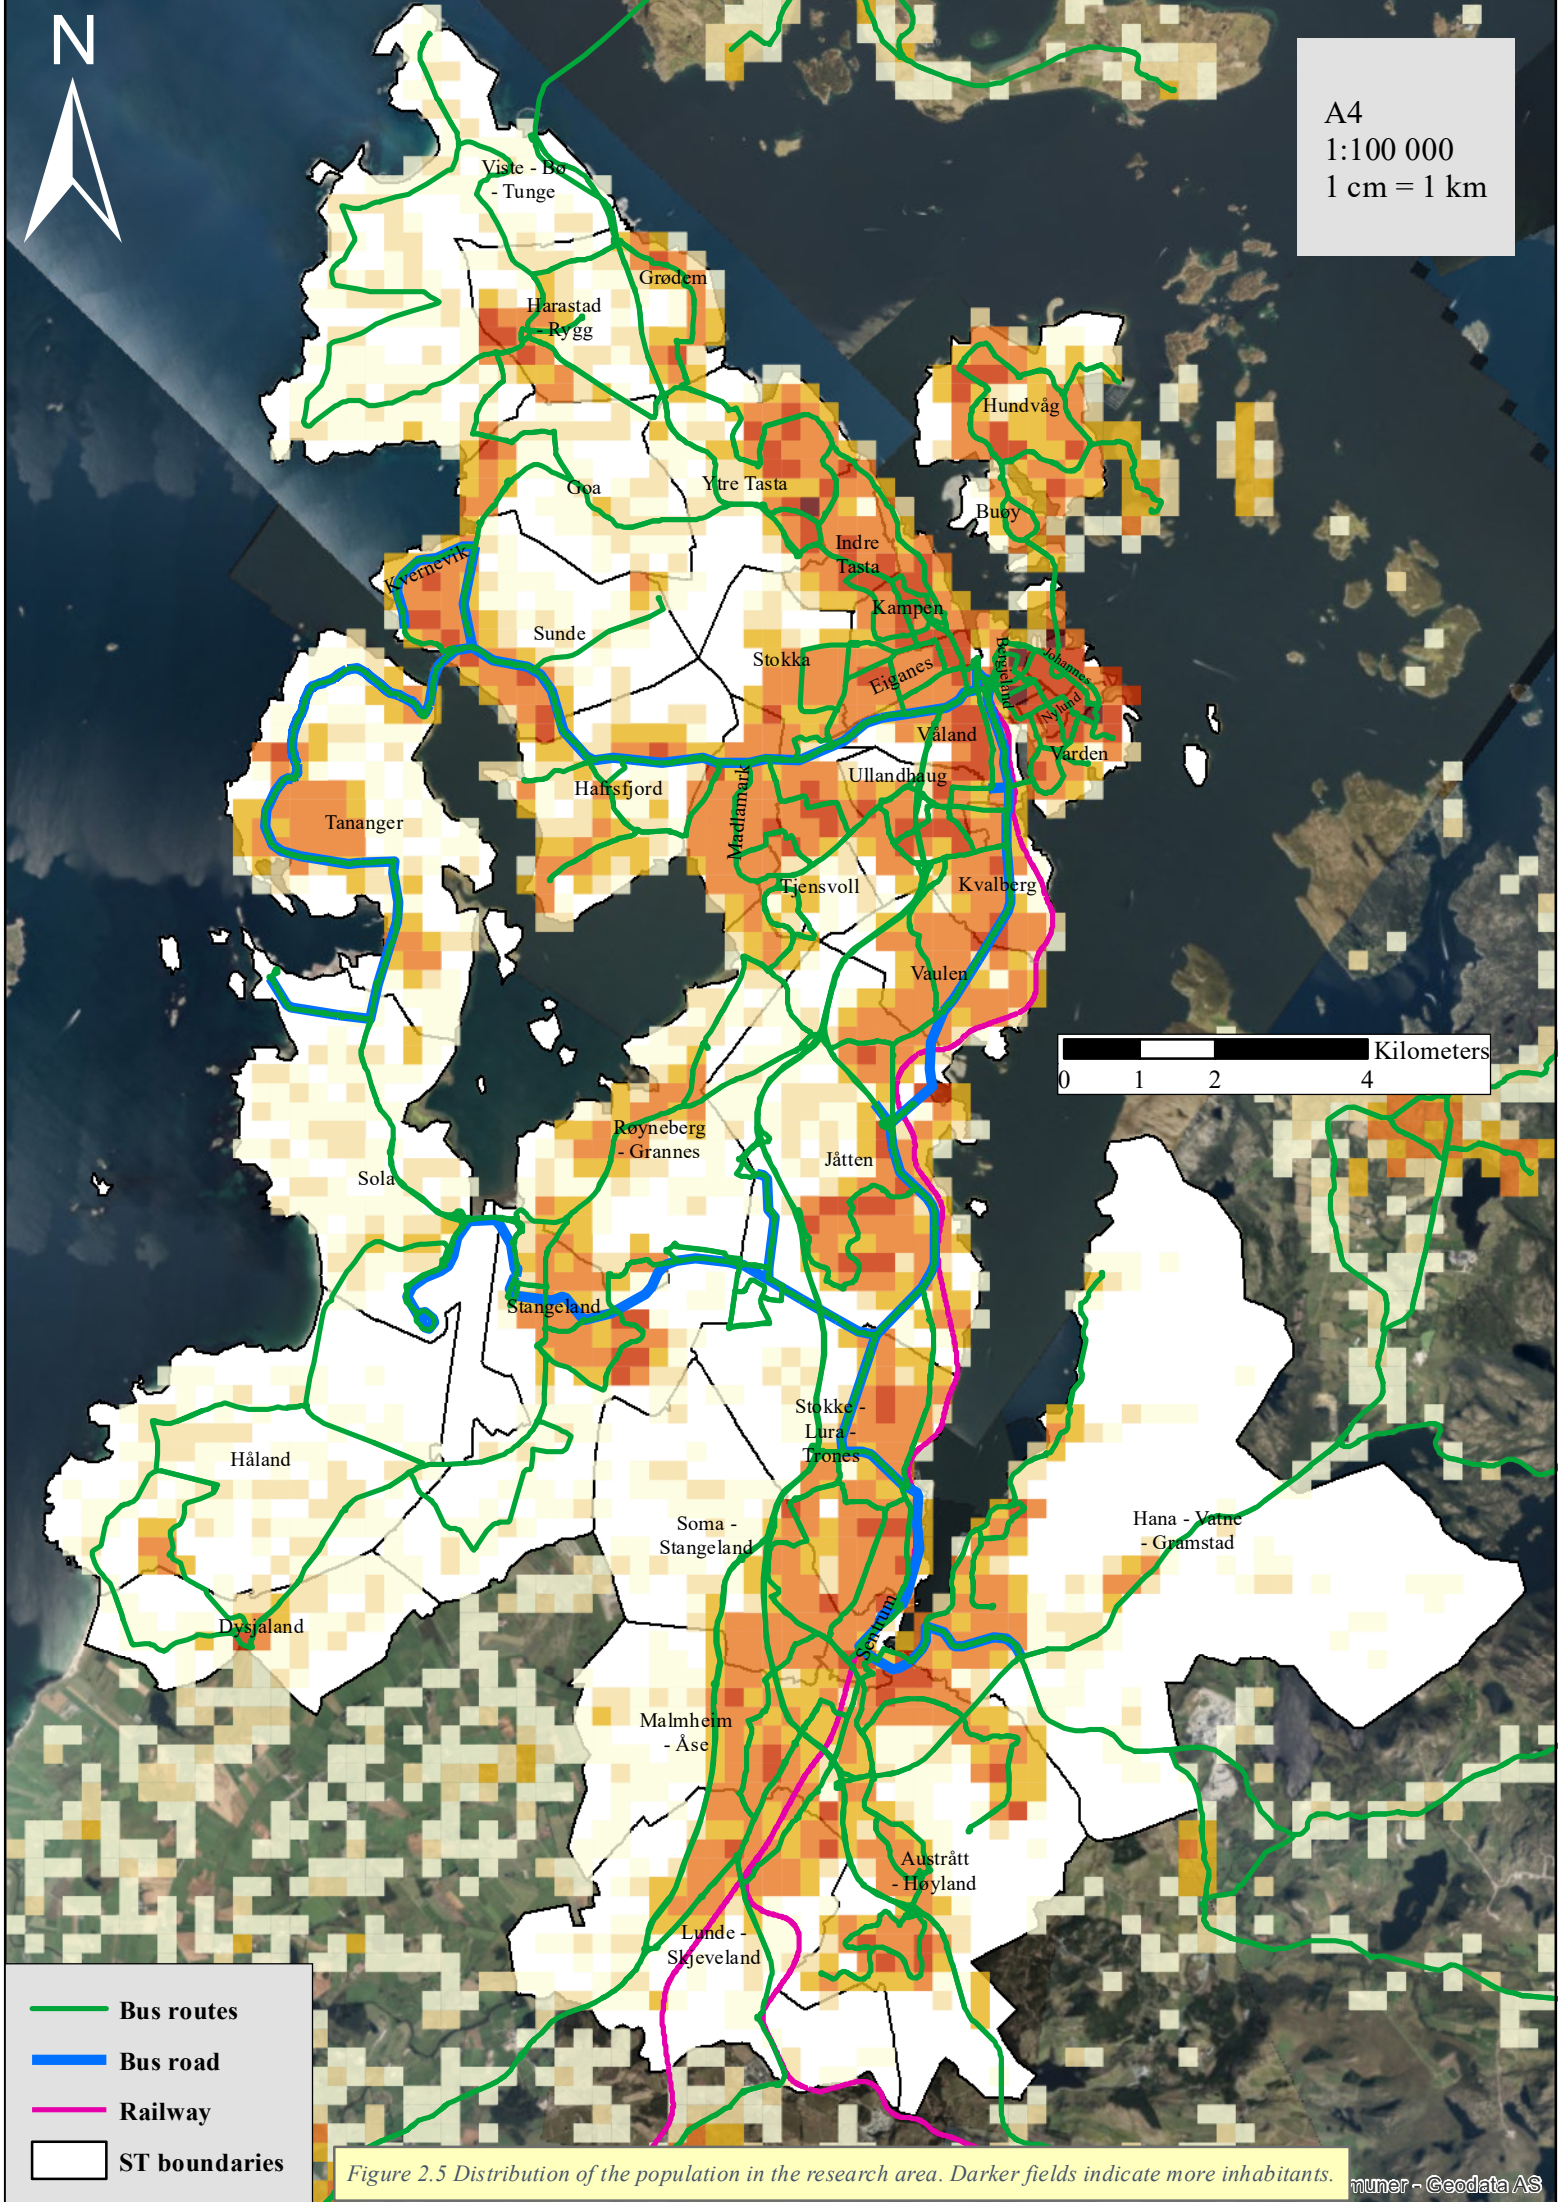 N
A4
1:100 000
1 cm = 1 km
Viste - Bø
- Tunge
Grødem
Harastad
- Rygg
Hundvåg
Goa
Ytre Tasta
Buøy
Indre
Tasta
Kvernevik
Kampen
Sunde
Stokka
Eiganes
Bergjeland
Johannes
Nylund
Våland
Varden
Ullandhaug
Hafrsfjord
Madlamark
Tananger
Tjensvoll
Kvalberg
Vaulen
Kilometers
0 1 2 4
Røyneberg
- Grannes
Jåtten
Sola
Stangeland
Stokke -
Lura -
Trones
Håland
Soma -
Stangeland
Hana - Vatne
- Gramstad
Dysjaland
Sentrum
Malmheim
- Åse
Austrått
- Høyland
Lunde -
Skjeveland
Bus routes
Bus road
Railway
ST boundaries
Figure 2.5 Distribution of the population in the research area. Darker fields indicate more inhabitants.
muner - Geodata AS